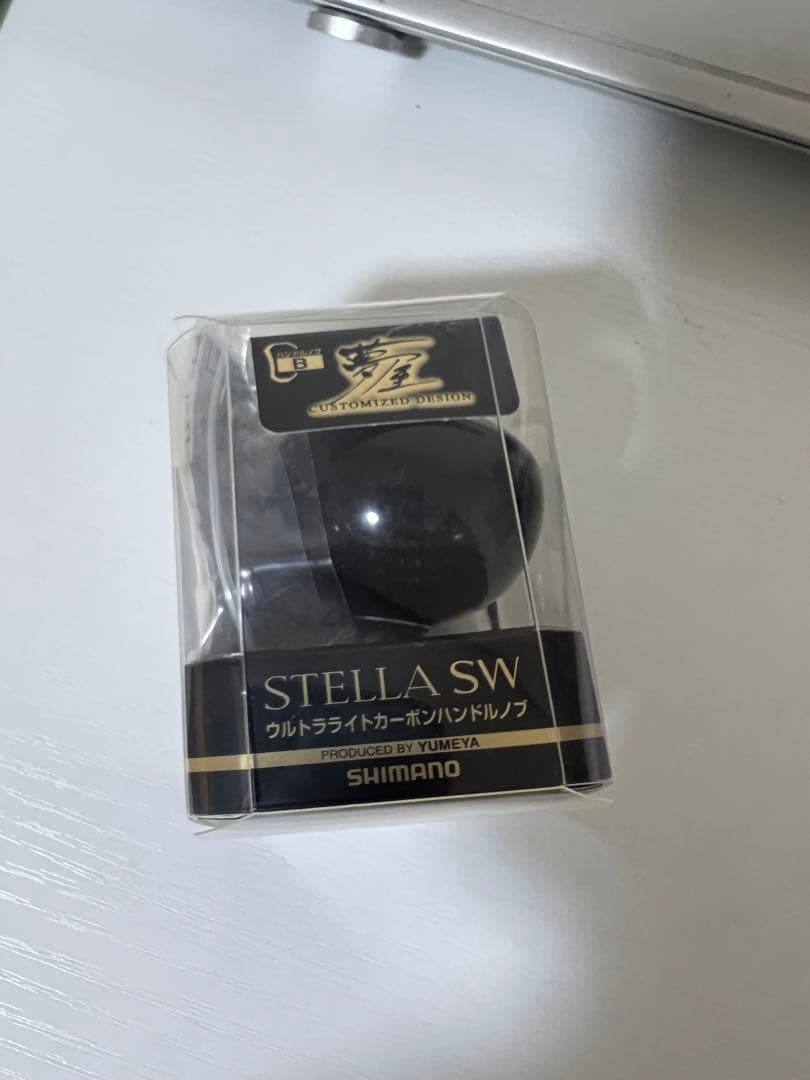 ハンドルノブ
B
夢屋
CUSTOMIZED DESIGN
STELLA SW
ウルトラライトカーボンハンドルノブ
PRODUCED BY YUMEYA
SHIMANO